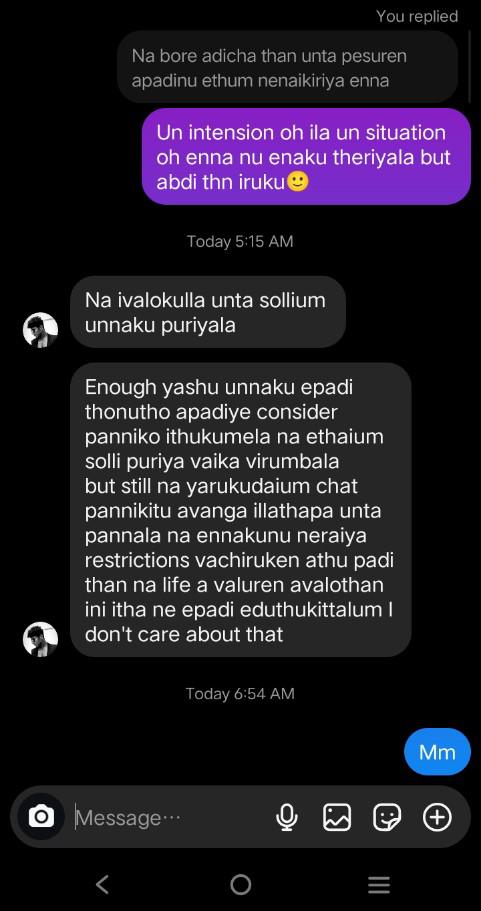 You replied
Na bore adicha than unta pesuren
apadinu ethum nenaikiriya enna
Un intension oh ila un situation
oh enna nu enaku theriyala but
abdi thn iruku🙂
Today 5:15 AM
Na ivalokulla unta sollium
unnaku puriyala
Enough yashu unnaku epadi
thonutho apadiye consider
panniko ithukumela na ethaium
solli puriya vaika virumbala
but still na yarukudaium chat
pannikitu avanga illathapa unta
pannala na ennakunu neraiya
restrictions vachiruken athu padi
than na life a valuren avalothan
ini itha ne epadi eduthukittalum I
don't care about that
Today 6:54 AM
Mm
Message···